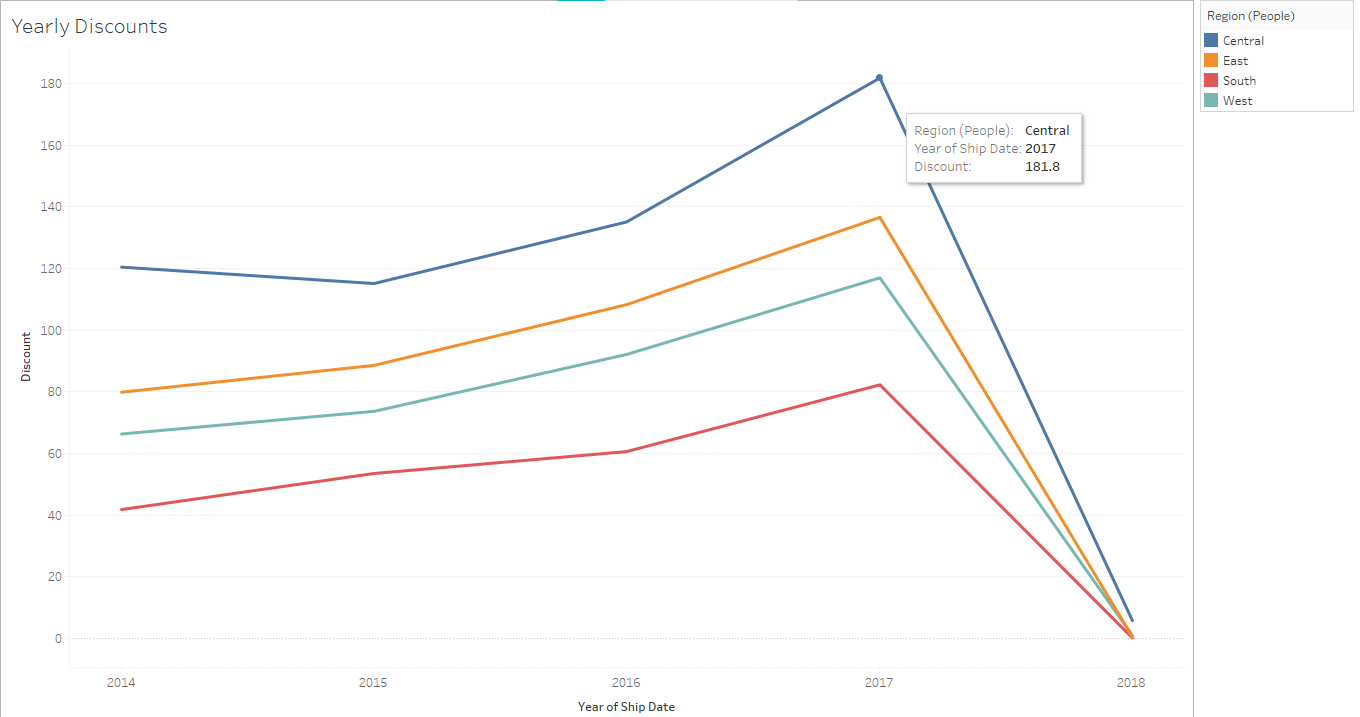 Yearly Discounts
Region (People)
Central
East
South
West
180
160
140
120
100
80
60
40
20
0
Discount
Region (People): Central
Year of Ship Date: 2017
Discount: 181.8
2014 2015 2016 2017 2018
Year of Ship Date